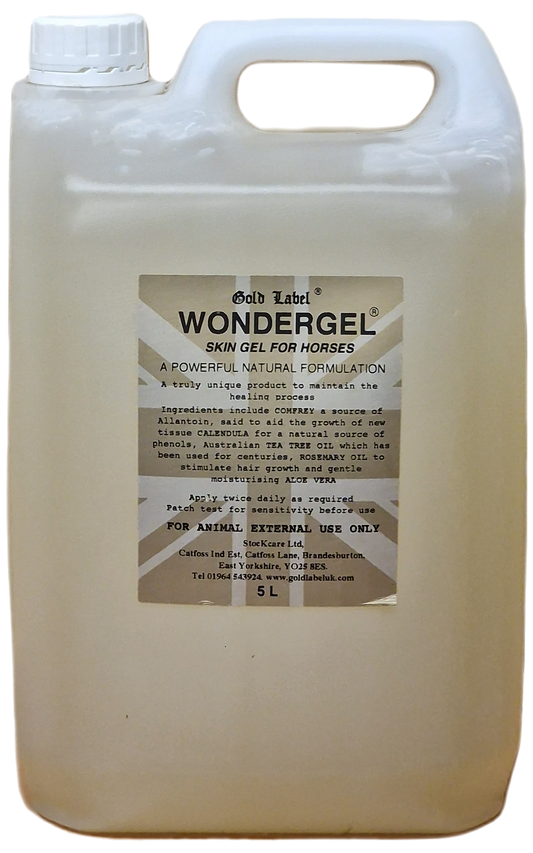 Gold Label ®
WONDERGEL ®
SKIN GEL FOR HORSES
A POWERFUL NATURAL FORMULATION
A truly unique product to maintain the
healing process
Ingredients include COMFREY a source of
Allantoin, said to aid the growth of new
tissue CALENDULA for a natural source of
phenols, Australian TEA TREE OIL which has
been used for centuries, ROSEMARY OIL to
stimulate hair growth and gentle
moisturising ALOE VERA
Apply twice daily as required
Patch test for sensitivity before use
FOR ANIMAL EXTERNAL USE ONLY
StocKcare Ltd,
Catfoss Ind Est, Catfoss Lane, Brandesburton,
East Yorkshire, YO25 8ES.
Tel 01964 543924. www.goldlabeluk.com
5 L